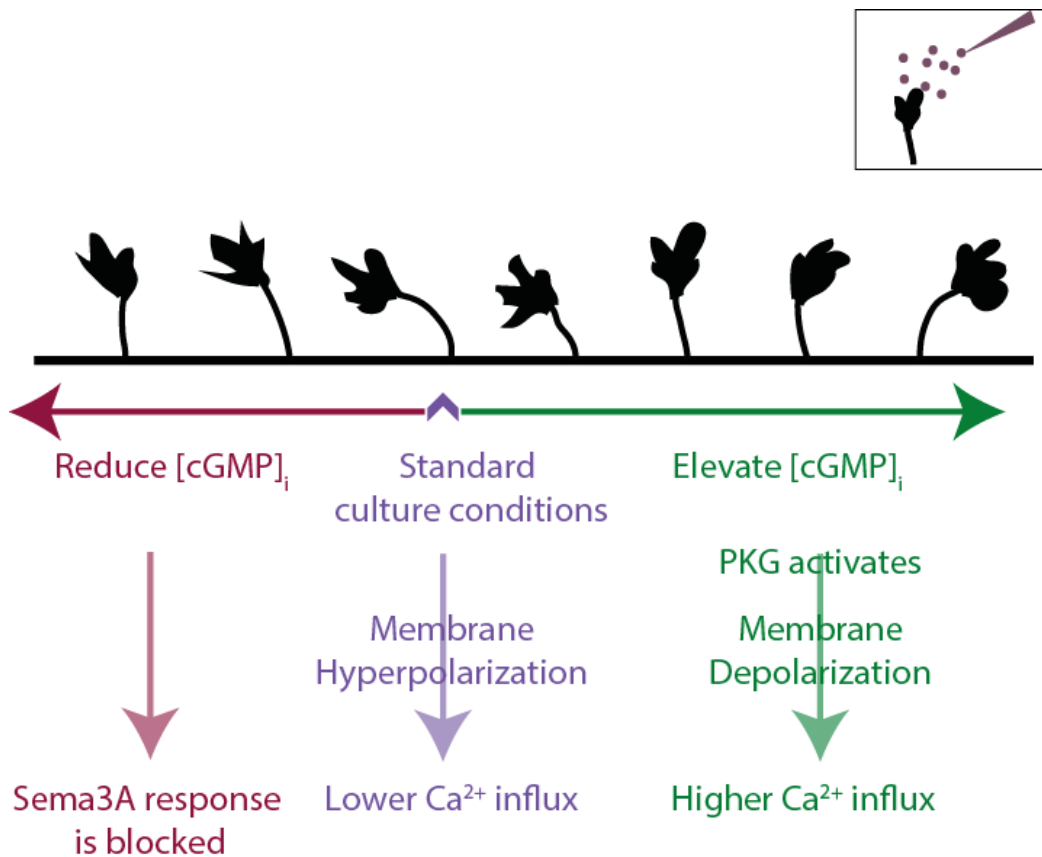 Reduce [cGMP]ᵢ
Standard
culture conditions
Elevate [cGMP]ᵢ
PKG activates
Membrane
Hyperpolarization
Membrane
Depolarization
Sema3A response
is blocked
Lower Ca²⁺ influx
Higher Ca²⁺ influx